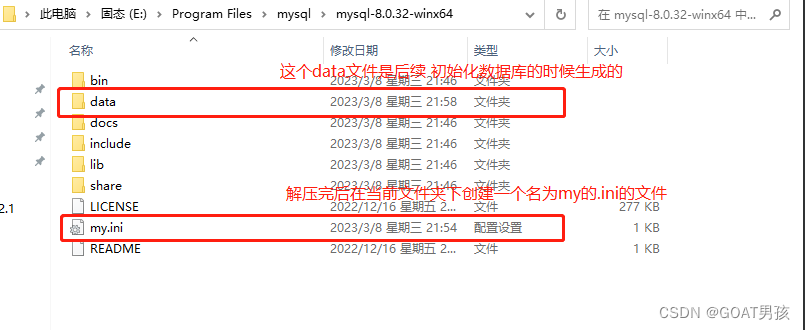 此电脑 > 固态 (E:) > Program Files > mysql > mysql-8.0.32-winx64
在 mysql-8.0.32-winx64 中...
名称 修改日期 类型 大小
这个data文件是后续 初始化数据库的时候生成的
bin 2023/3/8 星期三 21:46 文件夹
data 2023/3/8 星期三 21:58 文件夹
docs 2023/3/8 星期三 21:46 文件夹
include 2023/3/8 星期三 21:46 文件夹
lib 2023/3/8 星期三 21:46 文件夹
share 2023/3/8 星期三 21:46 文件夹
解压完后在当前文件夹下创建一个名为my的.ini的文件
LICENSE 2022/12/16 星期五 2... 文件 277 KB
2.1
my.ini 2023/3/8 星期三 21:54 配置设置 1 KB
README 2022/12/16 星期五 2... 文件 1 KB
CSDN @GOAT男孩